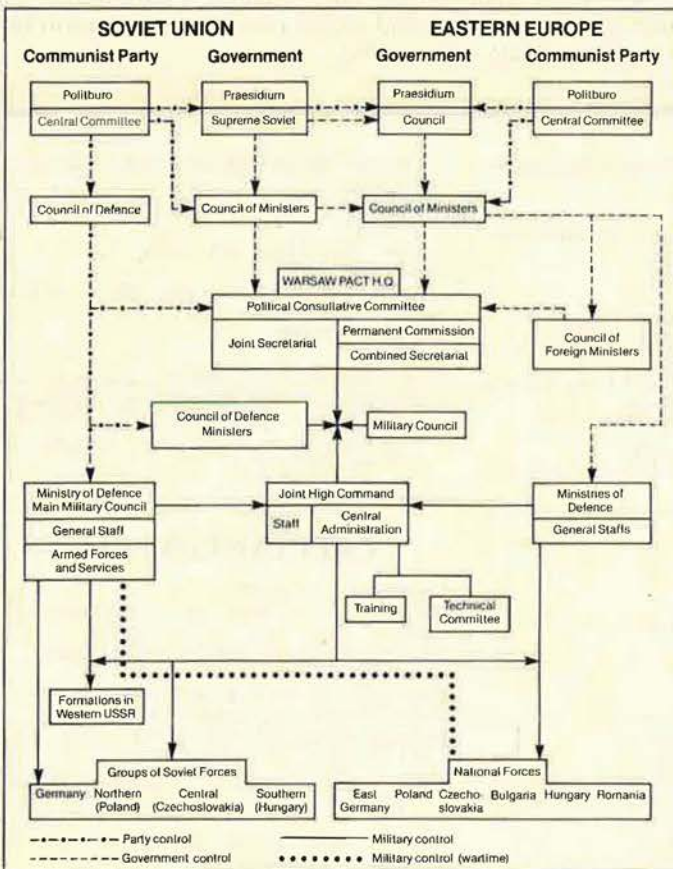 SOVIET UNION
EASTERN EUROPE
Communist Party
Government
Government
Communist Party
Politburo
Praesidium
Praesidium
Politburo
Central Committee
Supreme Soviet
Council
Central Committee
Council of Defence
Council of Ministers
Council of Ministers
WARSAW PACT H.Q.
Political Consultative Committee
Joint Secretarial
Permanent Commission
Combined Secretarial
Council of
Foreign Ministers
Council of Defence
Ministers
Military Council
Ministry of Defence
Main Military Council
General Staff
Armed Forces
and Services
Joint High Command
Staff
Central
Administration
Ministries of
Defence
General Staffs
Training
Technical
Committee
Formations in
Western USSR
Groups of Soviet Forces
Germany
Northern
(Poland)
Central
(Czechoslovakia)
Southern
(Hungary)
National Forces
East
Germany
Poland
Czecho-
slovakia
Bulgaria
Hungary
Romania
Party control
Military control
Government control
Military control (wartime)